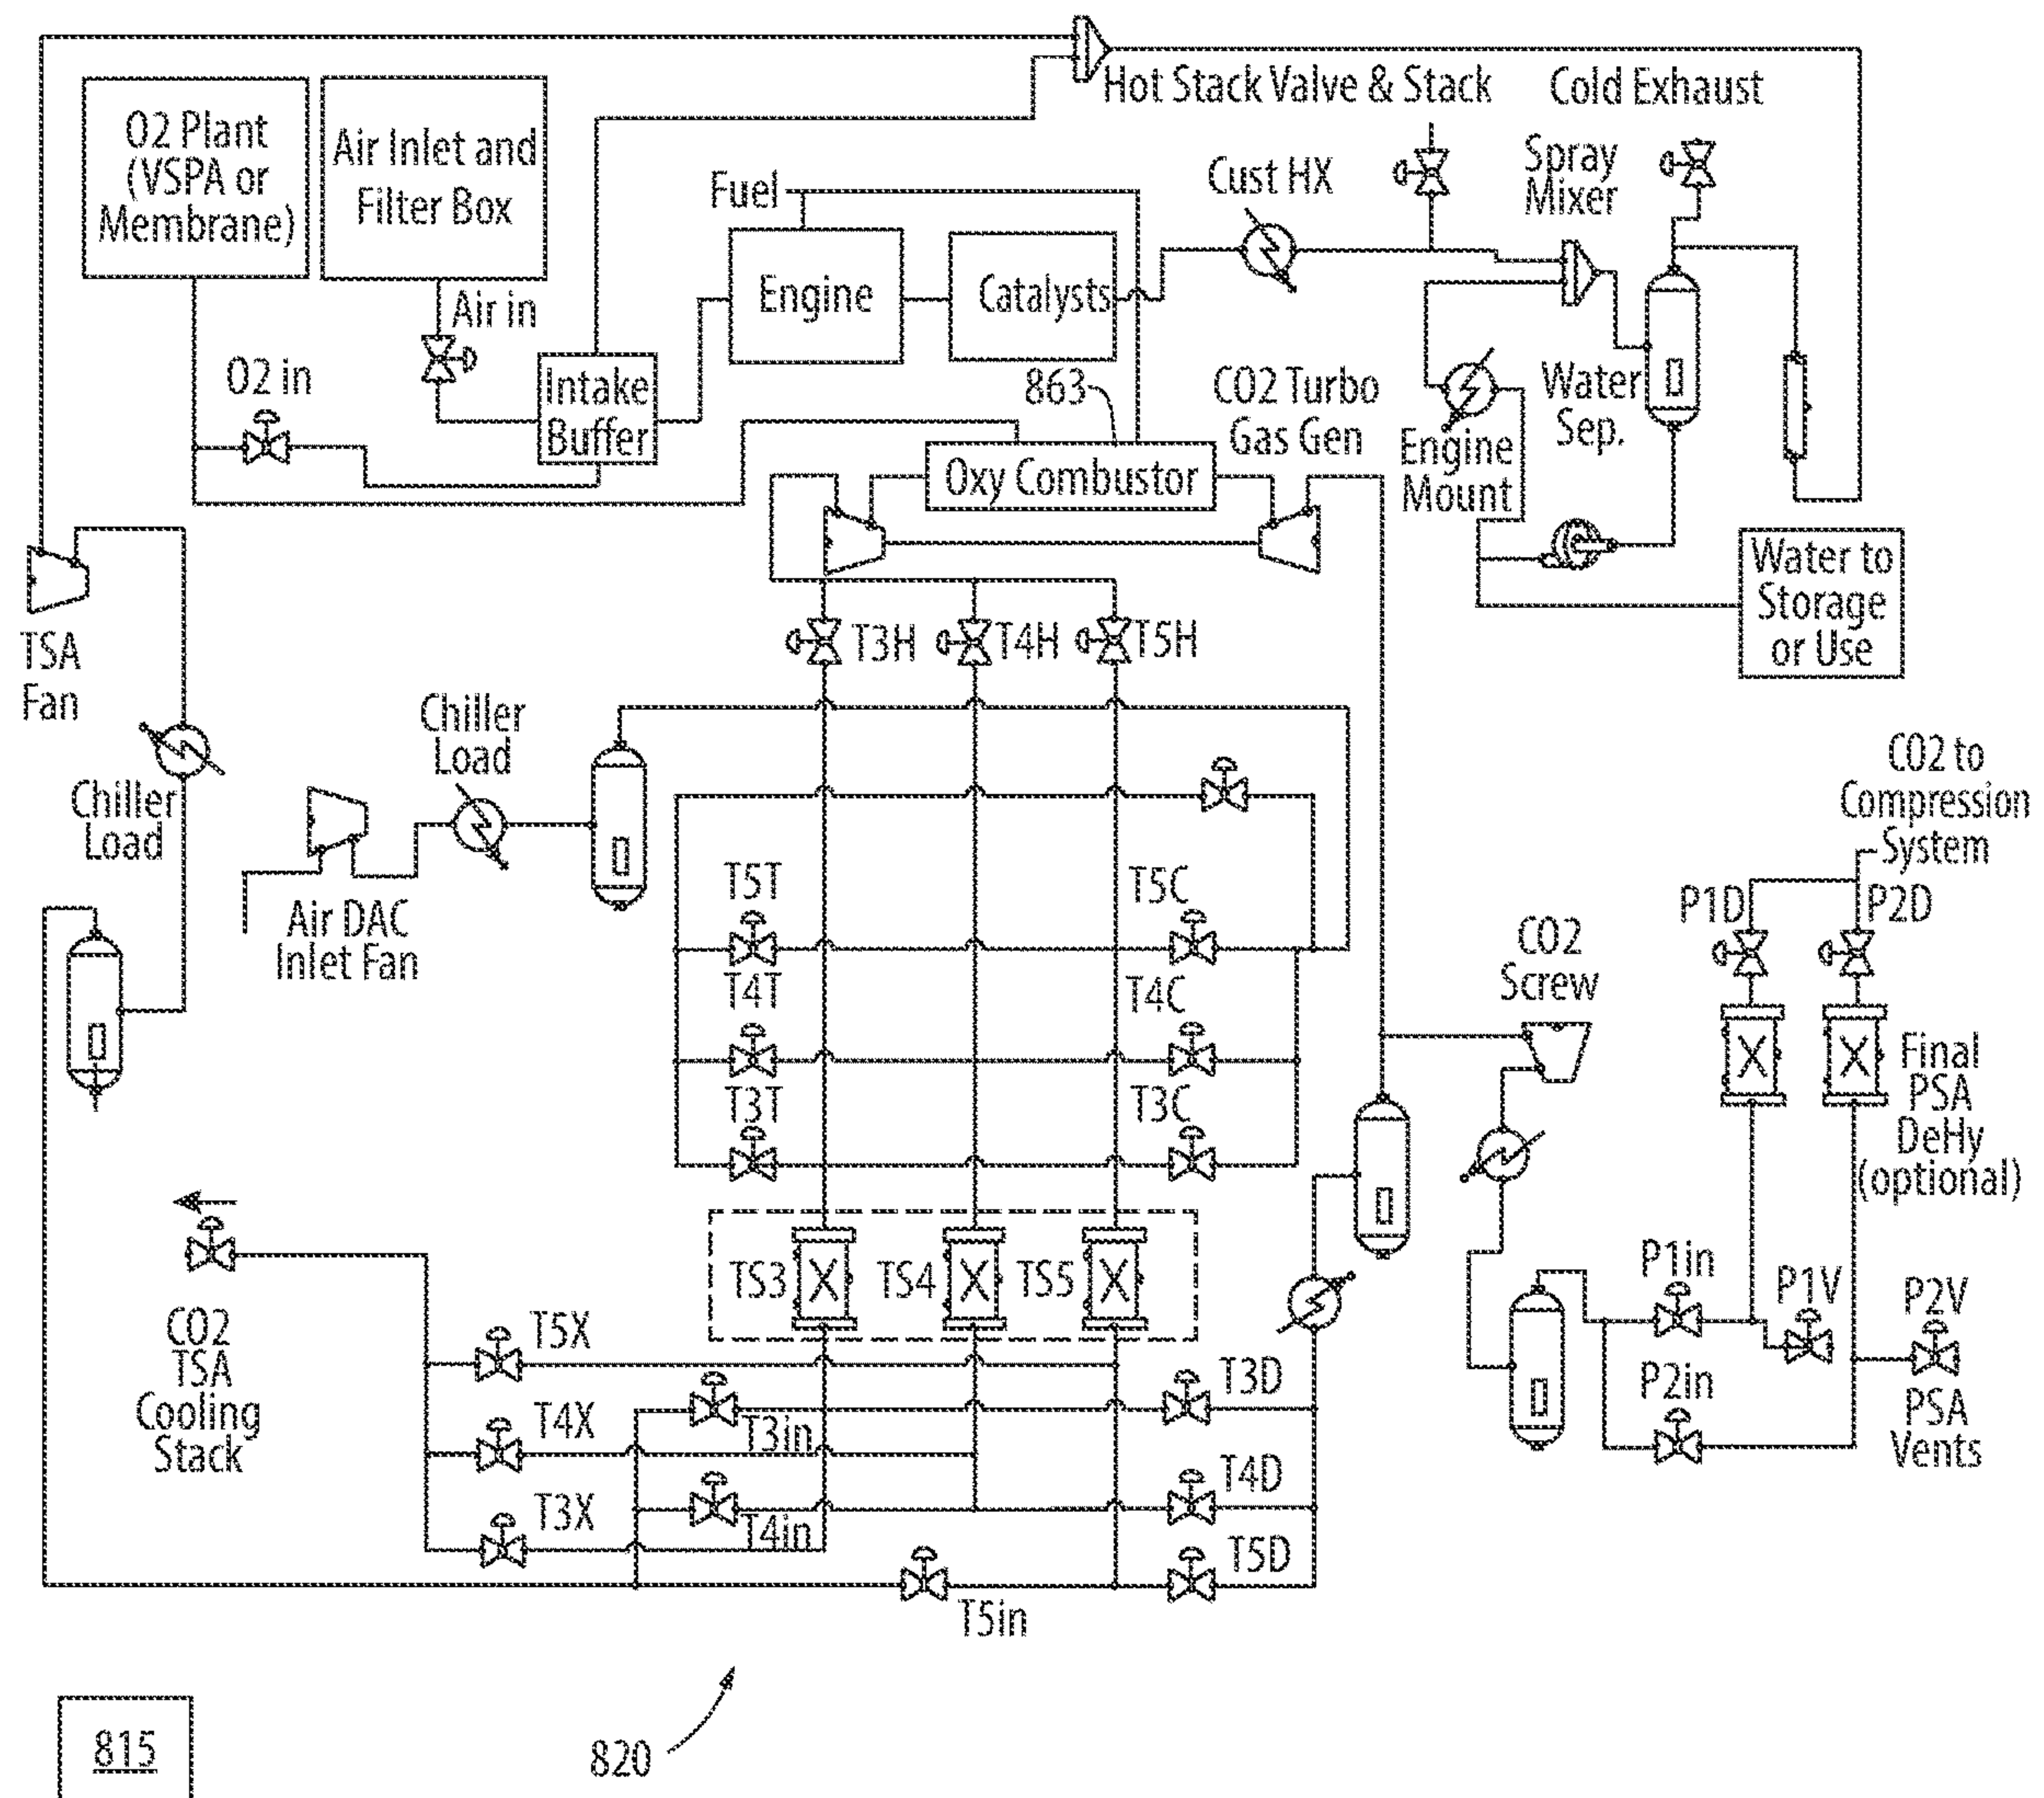 Hot Stack Valve & Stack
Cold Exhaust
O2 Plant
(VSPA or
Membrane)
Air Inlet and
Filter Box
Fuel
Cust HX
Spray
Mixer
Air in
Engine
Catalysts
O2 in
Intake
Buffer
863
CO2 Turbo
Gas Gen
Water
Sep.
Engine
Mount
Oxy Combustor
Water to
Storage
or Use
TSA
Fan
T3H
T4H
T5H
Chiller
Load
Chiller
Load
CO2 to
Compression
System
Air DAC
Inlet Fan
T5T
T5C
P1D
P2D
T4T
T4C
CO2
Screw
T3T
T3C
Final
PSA
DeHy
(optional)
TS3
TS4
TS5
CO2
TSA
Cooling
Stack
T5X
T3in
T3D
P1in
P1V
P2V
T4X
P2in
PSA
Vents
T4in
T4D
T3X
T5D
T5in
815
820